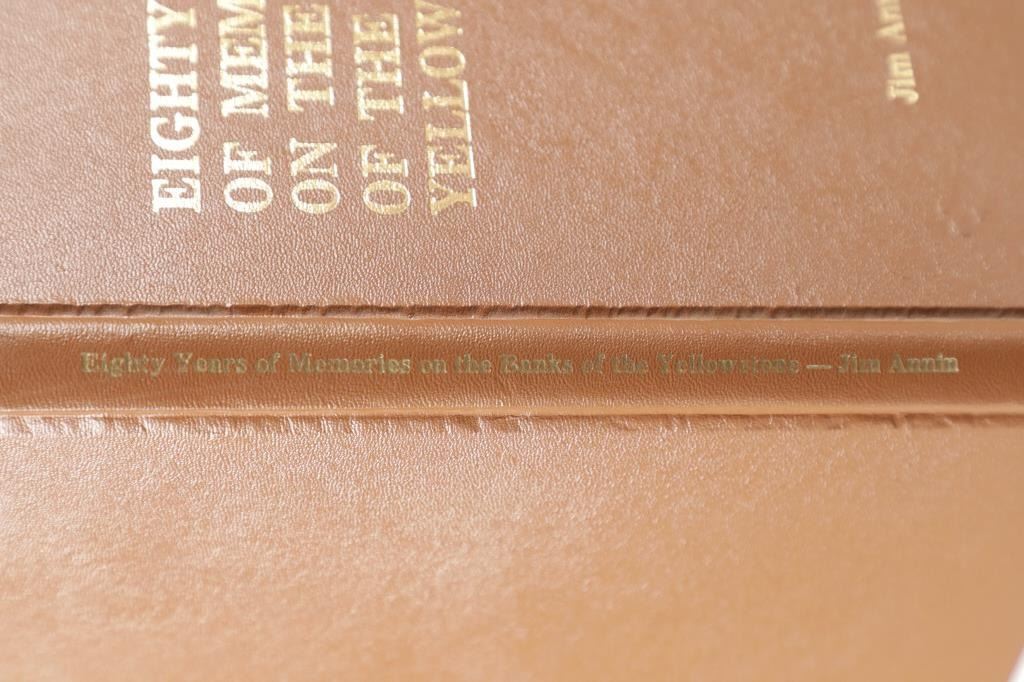 EIGHTY
OF MEM
ON THE
OF THE
YELLOW
Jim Ann
Eighty Years of Memories on the Banks of the Yellowstone — Jim Annin